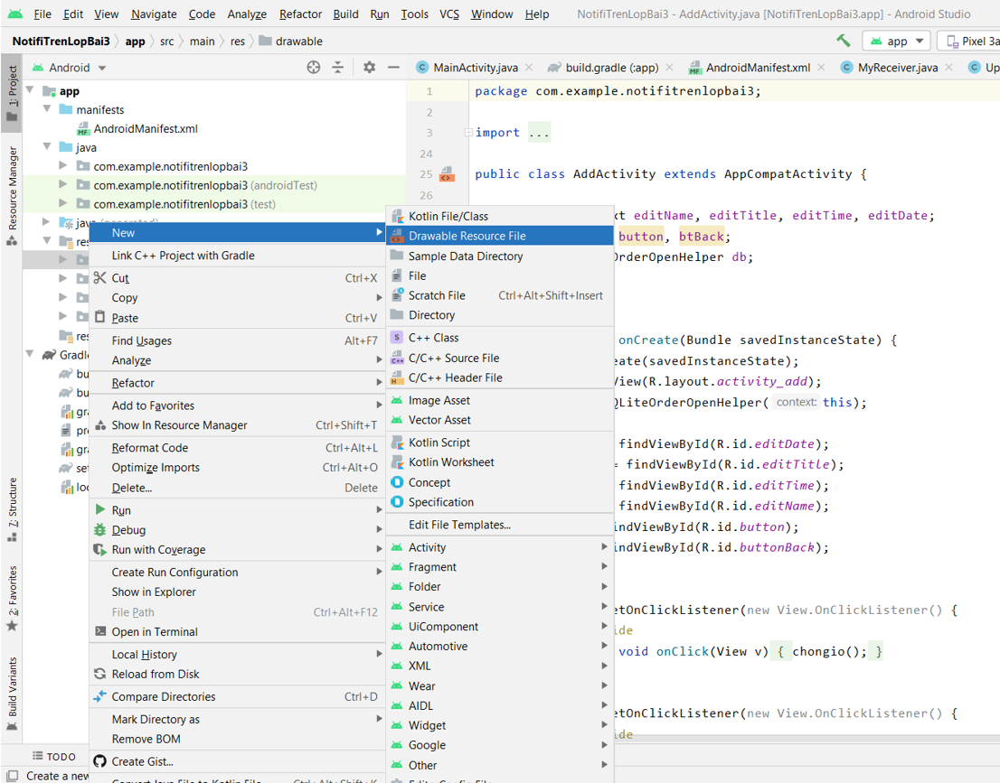 File Edit View Navigate Code Analyze Refactor Build Run Tools VCS Window Help NotifiTrenLopBai3 - AddActivity.java [NotifiTrenLopBai3.app] - Android Studio
NotifiTrenLopBai3 app src main res drawable app Pixel 3a
Android
MainActivity.java build.gradle (app) AndroidManifest.xml MyReceiver.java Up
1: Project
Resource Manager
7: Structure
2: Favorites
Build Variants
app
manifests
AndroidManifest.xml
java
com.example.notifitrenlopbai3
com.example.notifitrenlopbai3 (androidTest)
com.example.notifitrenlopbai3 (test)
java (generated)
res
res
Gradle
bu
bu
gra
pro
gra
set
loc
New
Link C++ Project with Gradle
Cut Ctrl+X
Copy
Paste Ctrl+V
Find Usages Alt+F7
Analyze
Refactor
Add to Favorites
Show In Resource Manager Ctrl+Shift+T
Reformat Code Ctrl+Alt+L
Optimize Imports Ctrl+Alt+O
Delete... Delete
Run
Debug
Run with Coverage
Create Run Configuration
Show in Explorer
File Path Ctrl+Alt+F12
Open in Terminal
Local History
Reload from Disk
Compare Directories Ctrl+D
Mark Directory as
Remove BOM
Create Gist...
Convert Java File to Kotlin File Ctrl+Alt+Shift+K
Kotlin File/Class
Drawable Resource File
Sample Data Directory
File
Scratch File Ctrl+Alt+Shift+Insert
Directory
C++ Class
C/C++ Source File
C/C++ Header File
Image Asset
Vector Asset
Kotlin Script
Kotlin Worksheet
Concept
Specification
Edit File Templates...
Activity
Fragment
Folder
Service
UiComponent
Automotive
XML
Wear
AIDL
Widget
Google
Other
EditorConfig File
1 package com.example.notifitrenlopbai3;
2
3 import ...
24
25 public class AddActivity extends AppCompatActivity {
26
xt editName, editTitle, editTime, editDate;
button, btBack;
OrderOpenHelper db;
onCreate(Bundle savedInstanceState) {
eate(savedInstanceState);
View(R.layout.activity_add);
QLiteOrderOpenHelper( context: this);
findViewById(R.id.editDate);
= findViewById(R.id.editTitle);
findViewById(R.id.editTime);
findViewById(R.id.editName);
indViewById(R.id.button);
indViewById(R.id.buttonBack);
etOnClickListener(new View.OnClickListener() {
ide
void onClick(View v) { chongio(); }
etOnClickListener(new View.OnClickListener() {
ide
TODO
Create a new